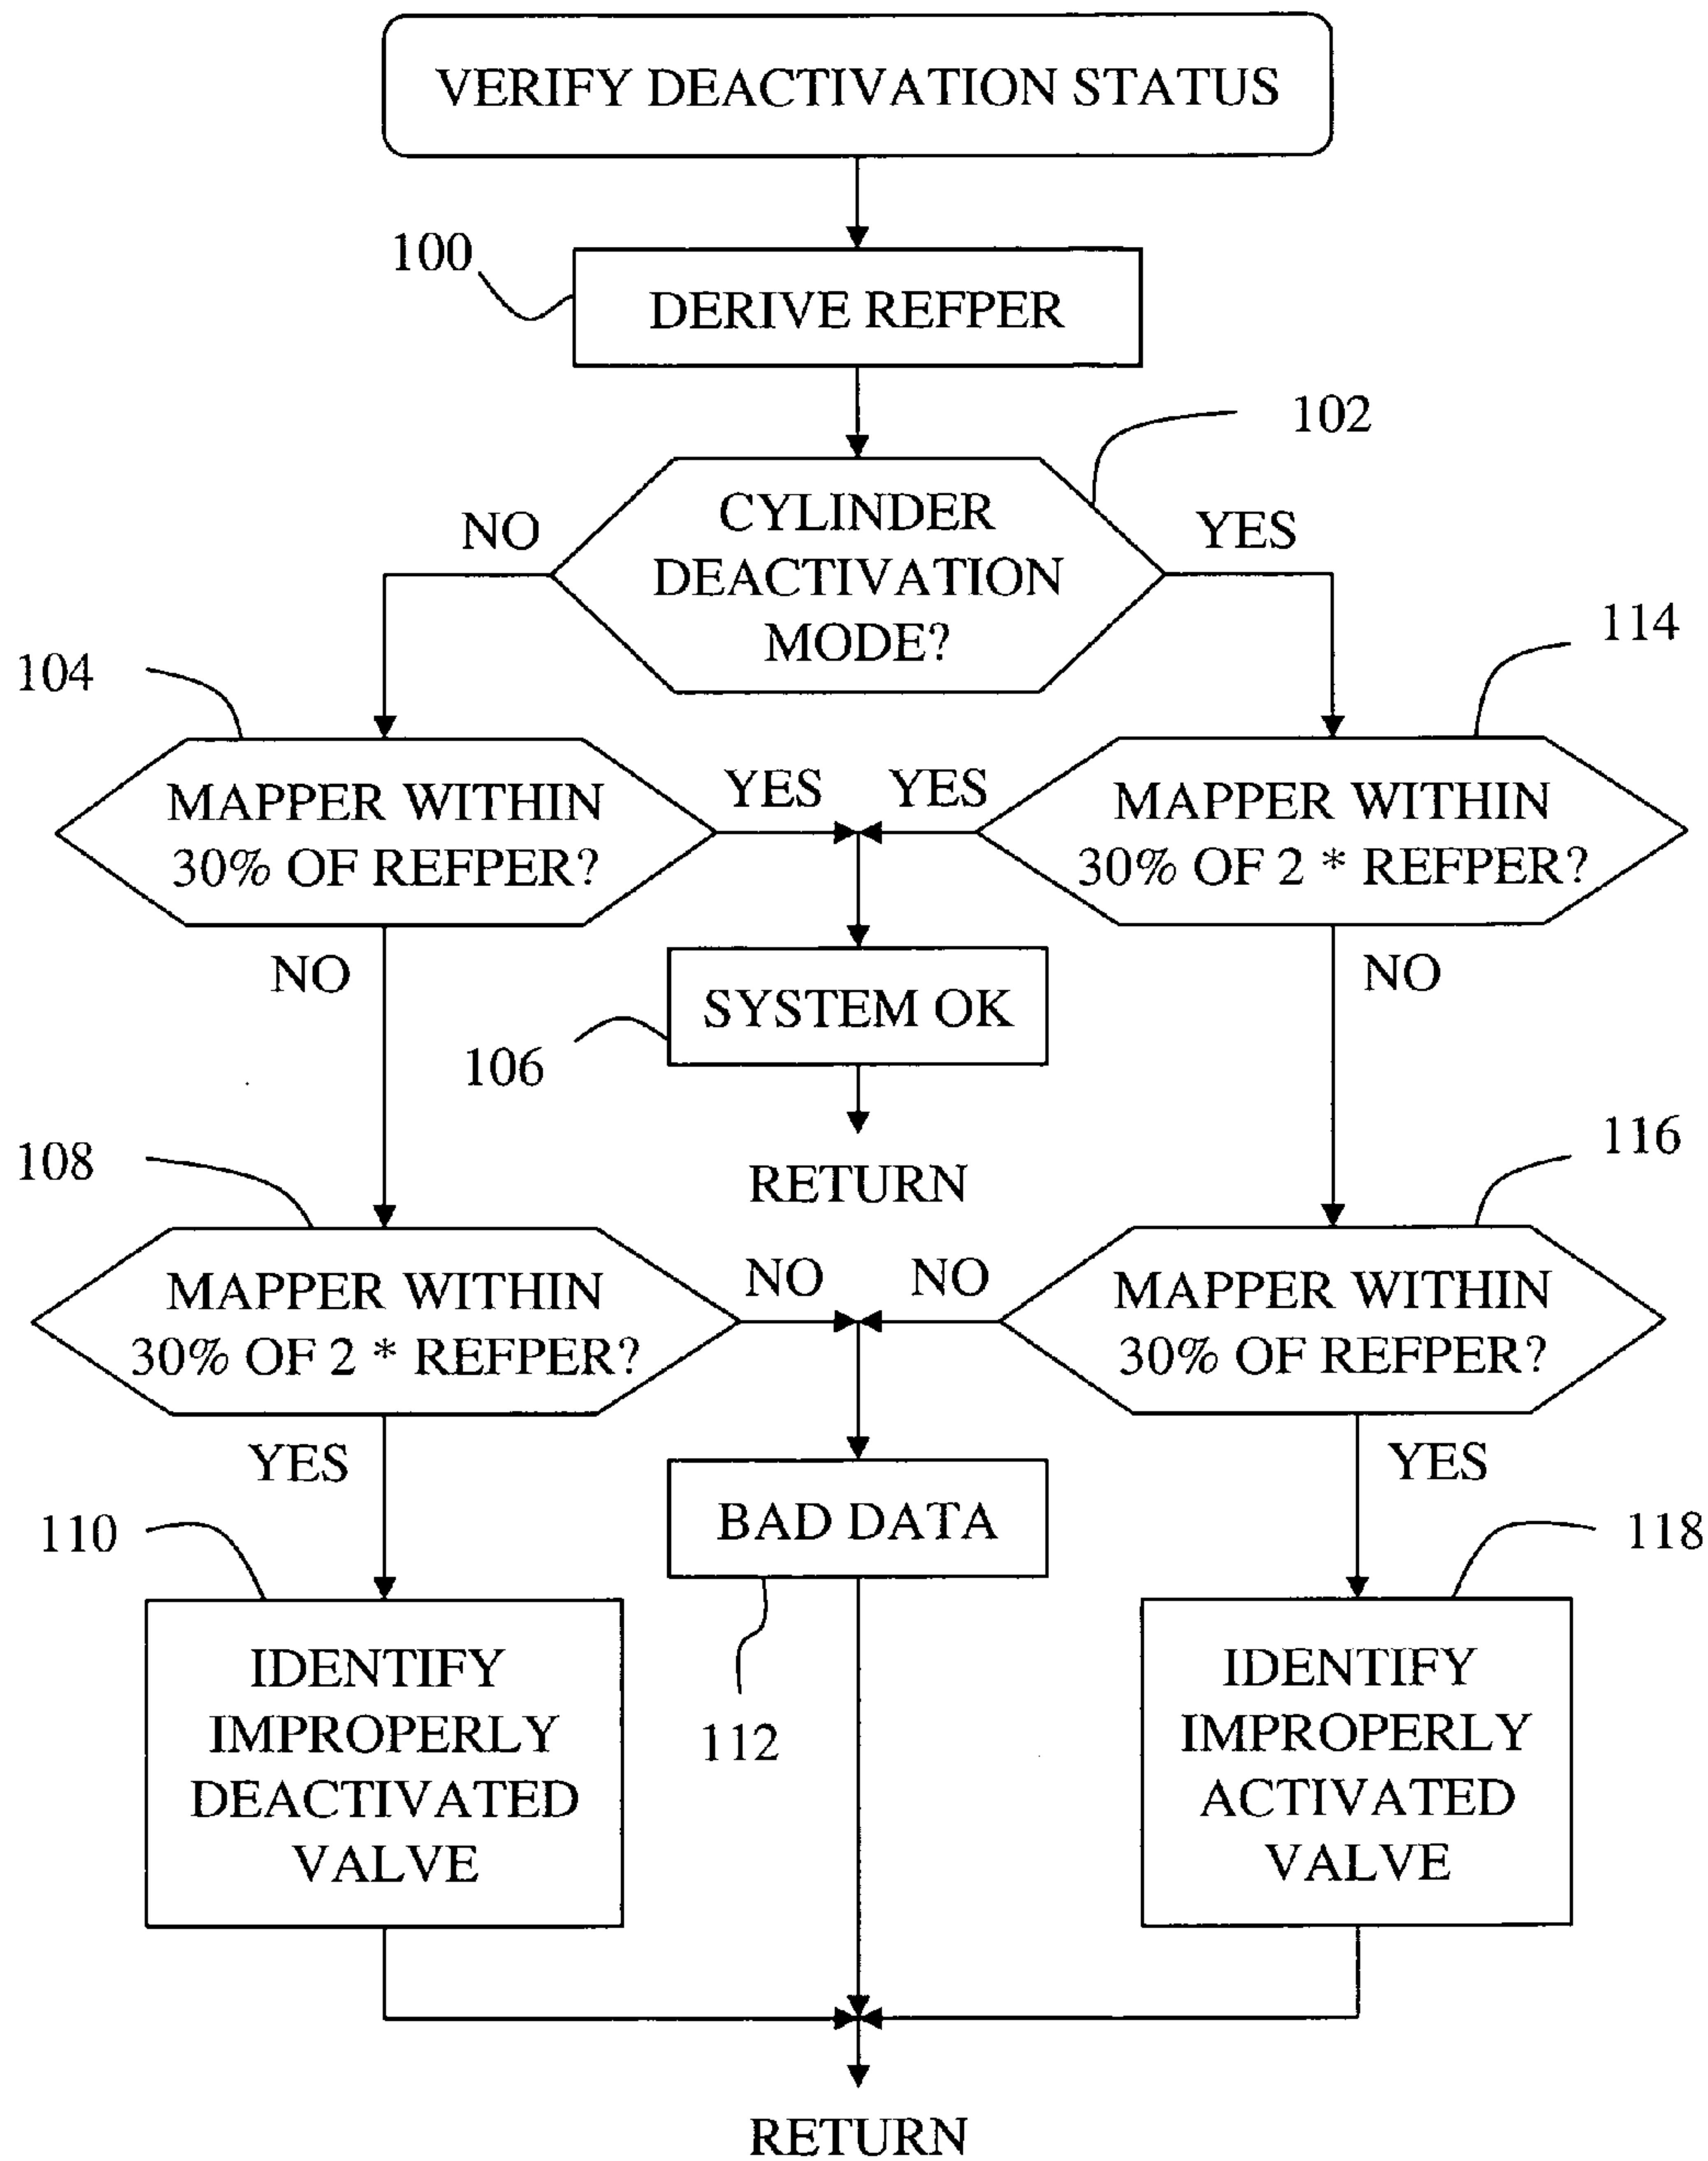 VERIFY DEACTIVATION STATUS
100
DERIVE REFPER
102
CYLINDER
DEACTIVATION
MODE?
NO
YES
104
114
MAPPER WITHIN
30% OF REFPER?
YES
YES
MAPPER WITHIN
30% OF 2 * REFPER?
NO
SYSTEM OK
NO
106
RETURN
108
116
MAPPER WITHIN
30% OF 2 * REFPER?
NO
NO
MAPPER WITHIN
30% OF REFPER?
YES
BAD DATA
YES
110
112
118
IDENTIFY
IMPROPERLY
DEACTIVATED
VALVE
IDENTIFY
IMPROPERLY
ACTIVATED
VALVE
RETURN